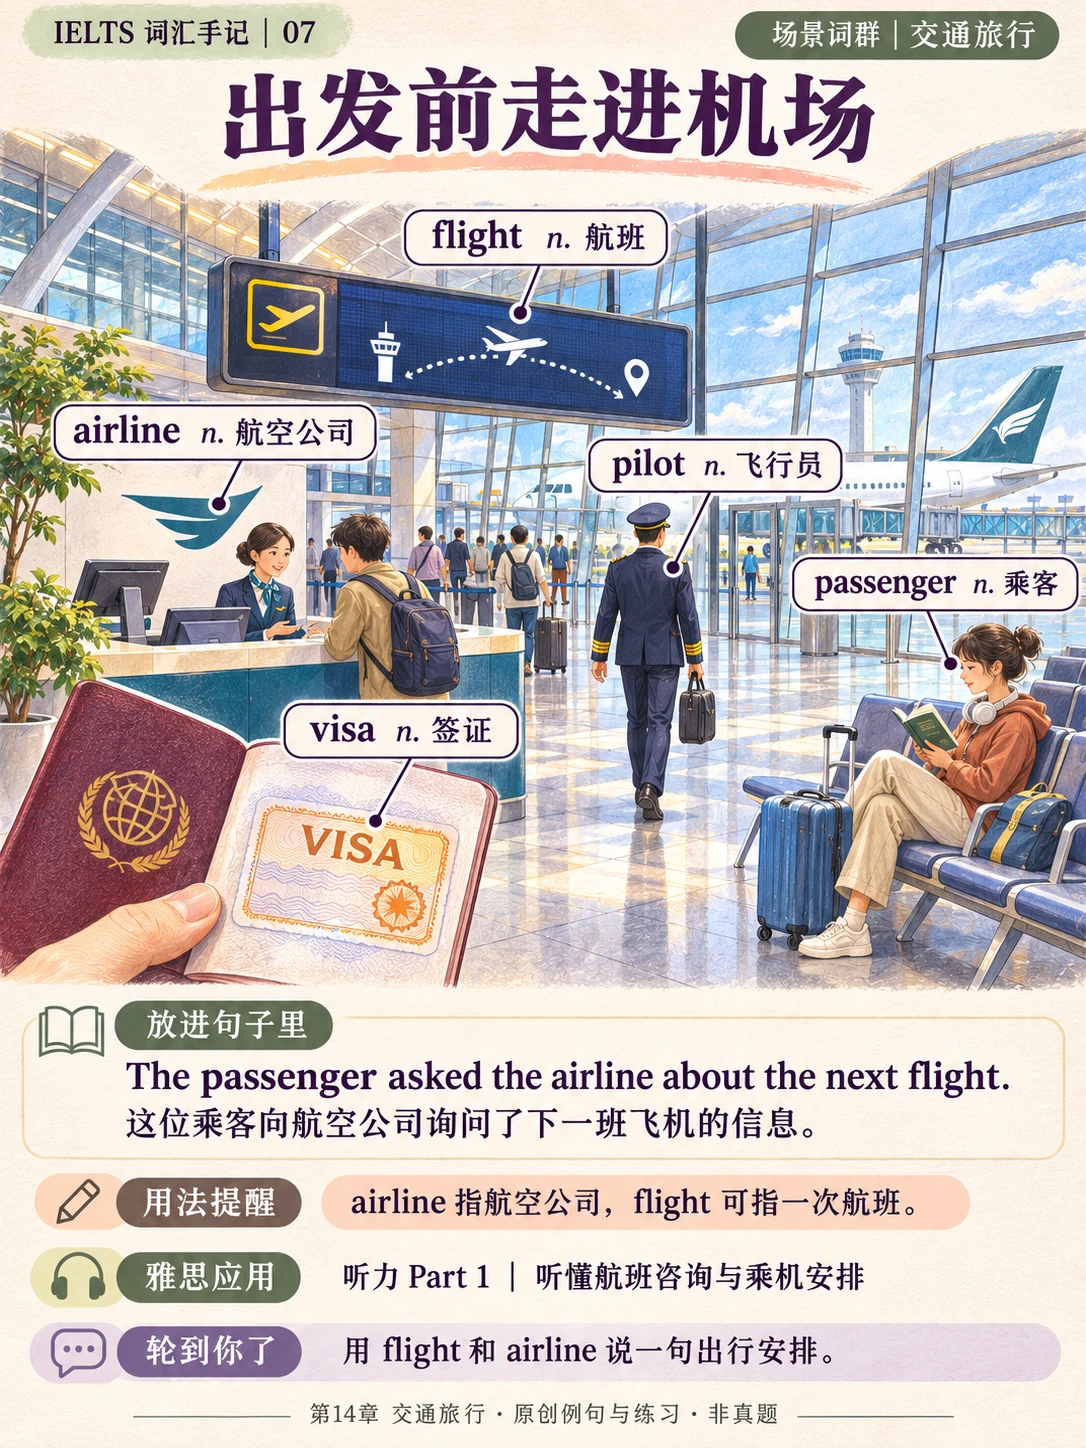 IELTS 词汇手记 | 07
场景词群 | 交通旅行
出发前走进机场
flight n. 航班
airline n. 航空公司
pilot n. 飞行员
passenger n. 乘客
visa n. 签证
VISA
放进句子里
The passenger asked the airline about the next flight.
这位乘客向航空公司询问了下一班飞机的信息。
用法提醒
airline 指航空公司，flight 可指一次航班。
雅思应用
听力 Part 1 | 听懂航班咨询与乘机安排
轮到你了
用 flight 和 airline 说一句出行安排。
第14章 交通旅行·原创例句与练习·非真题